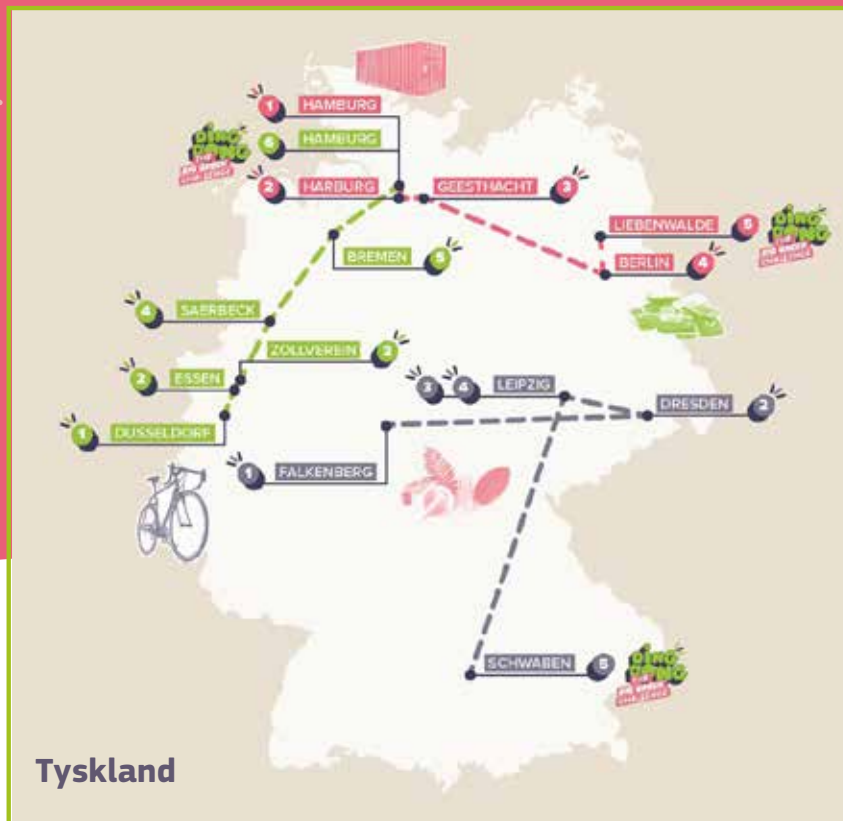 1 HAMBURG
6 HAMBURG
DING
DONG
2 HARBURG
GEESTHACHT 3
LIEBENWALDE 5
DING
DONG
BREMEN 5
BERLIN 4
4 SAERBECK
ZOLLVEREIN 3
2 ESSEN
3 4 LEIPZIG
DRESDEN 2
1 DUSSELDORF
1 FALKENBERG
SCHWABEN 5
DING
DONG
Tyskland